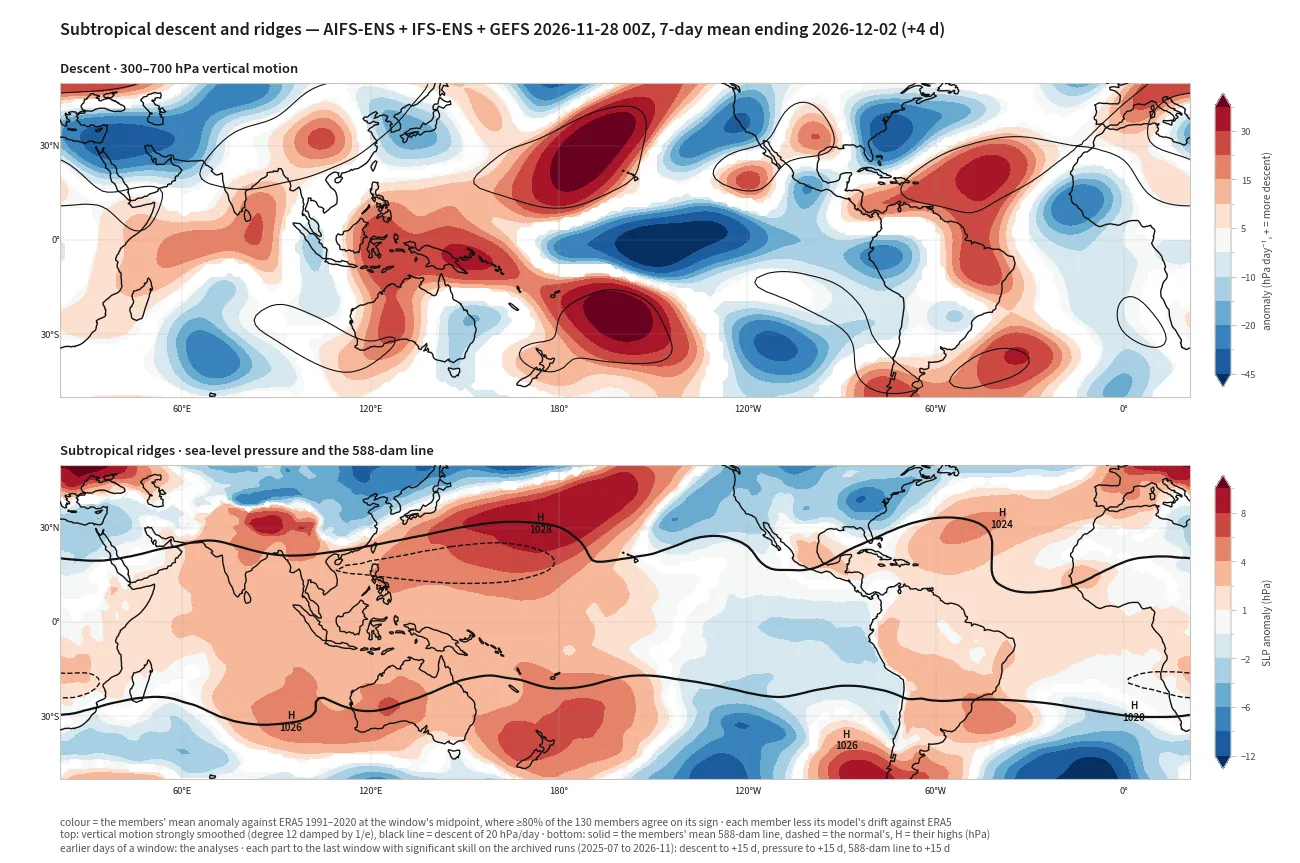 Subtropical descent and ridges — AIFS-ENS + IFS-ENS + GEFS 2026-11-28 00Z, 7-day mean ending 2026-12-02 (+4 d)
Descent · 300–700 hPa vertical motion
30°N
0°
30°S
60°E
120°E
180°
120°W
60°W
0°
30
15
5
−10
−20
−45
anomaly (hPa day⁻¹, + = more descent)
Subtropical ridges · sea-level pressure and the 588-dam line
H
1028
H
1024
H
1026
H
1026
H
1020
30°N
0°
30°S
60°E
120°E
180°
120°W
60°W
0°
8
4
1
−2
−6
−12
SLP anomaly (hPa)
colour = the members' mean anomaly against ERA5 1991–2020 at the window's midpoint, where ≥80% of the 130 members agree on its sign · each member less its model's drift against ERA5
top: vertical motion strongly smoothed (degree 12 damped by 1/e), black line = descent of 20 hPa/day · bottom: solid = the members' mean 588-dam line, dashed = the normal's, H = their highs (hPa)
earlier days of a window: the analyses · each part to the last window with significant skill on the archived runs (2025-07 to 2026-11): descent to +15 d, pressure to +15 d, 588-dam line to +15 d